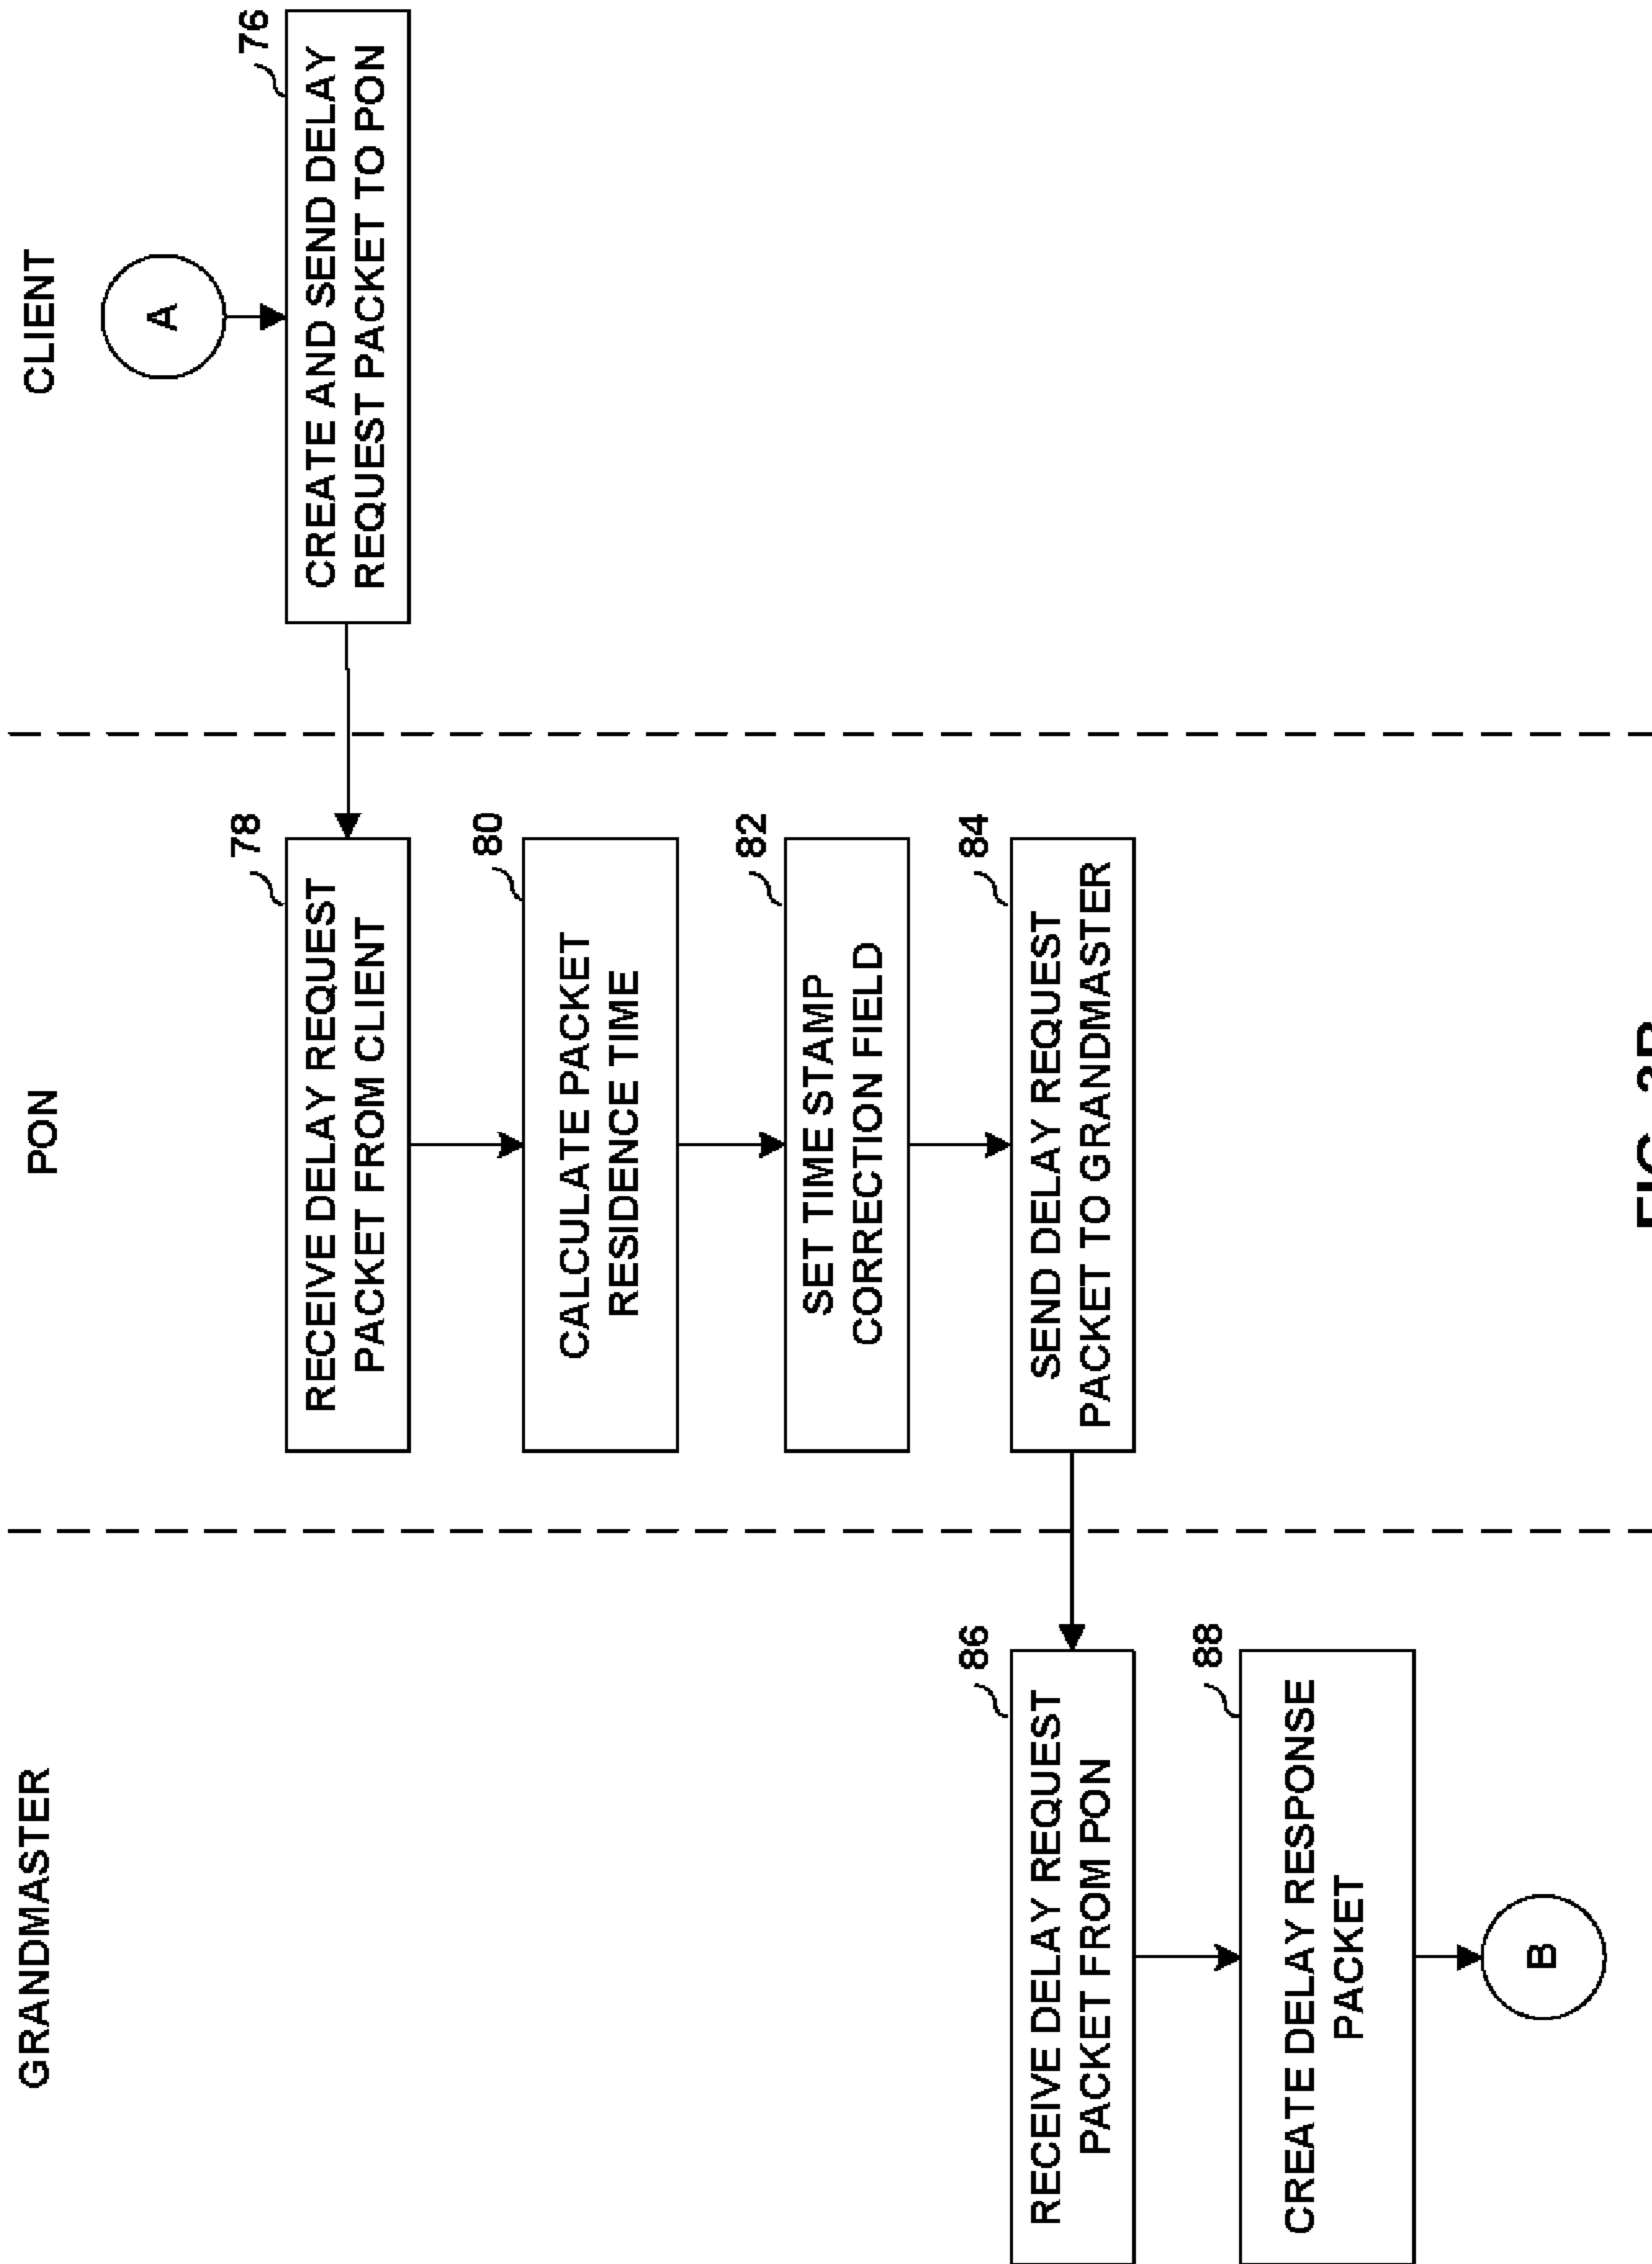 GRANDMASTER
PON
CLIENT
A
76
CREATE AND SEND DELAY
REQUEST PACKET TO PON
78
RECEIVE DELAY REQUEST
PACKET FROM CLIENT
80
CALCULATE PACKET
RESIDENCE TIME
82
SET TIME STAMP
CORRECTION FIELD
84
SEND DELAY REQUEST
PACKET TO GRANDMASTER
86
RECEIVE DELAY REQUEST
PACKET FROM PON
88
CREATE DELAY RESPONSE
PACKET
B